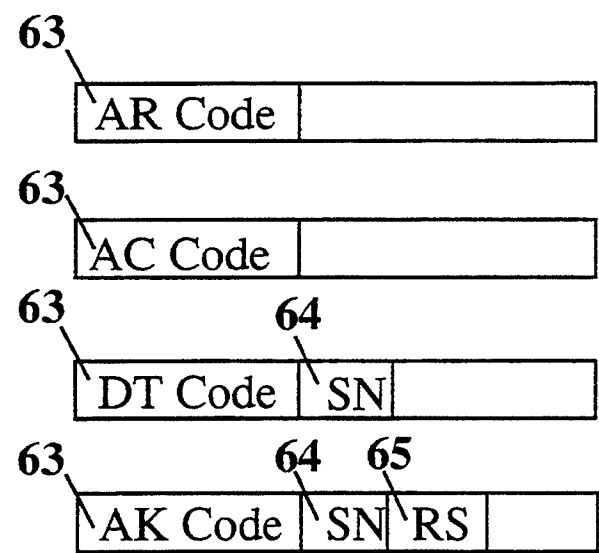 63
AR Code
63
AC Code
63 64
DT Code SN
63 64 65
AK Code SN RS